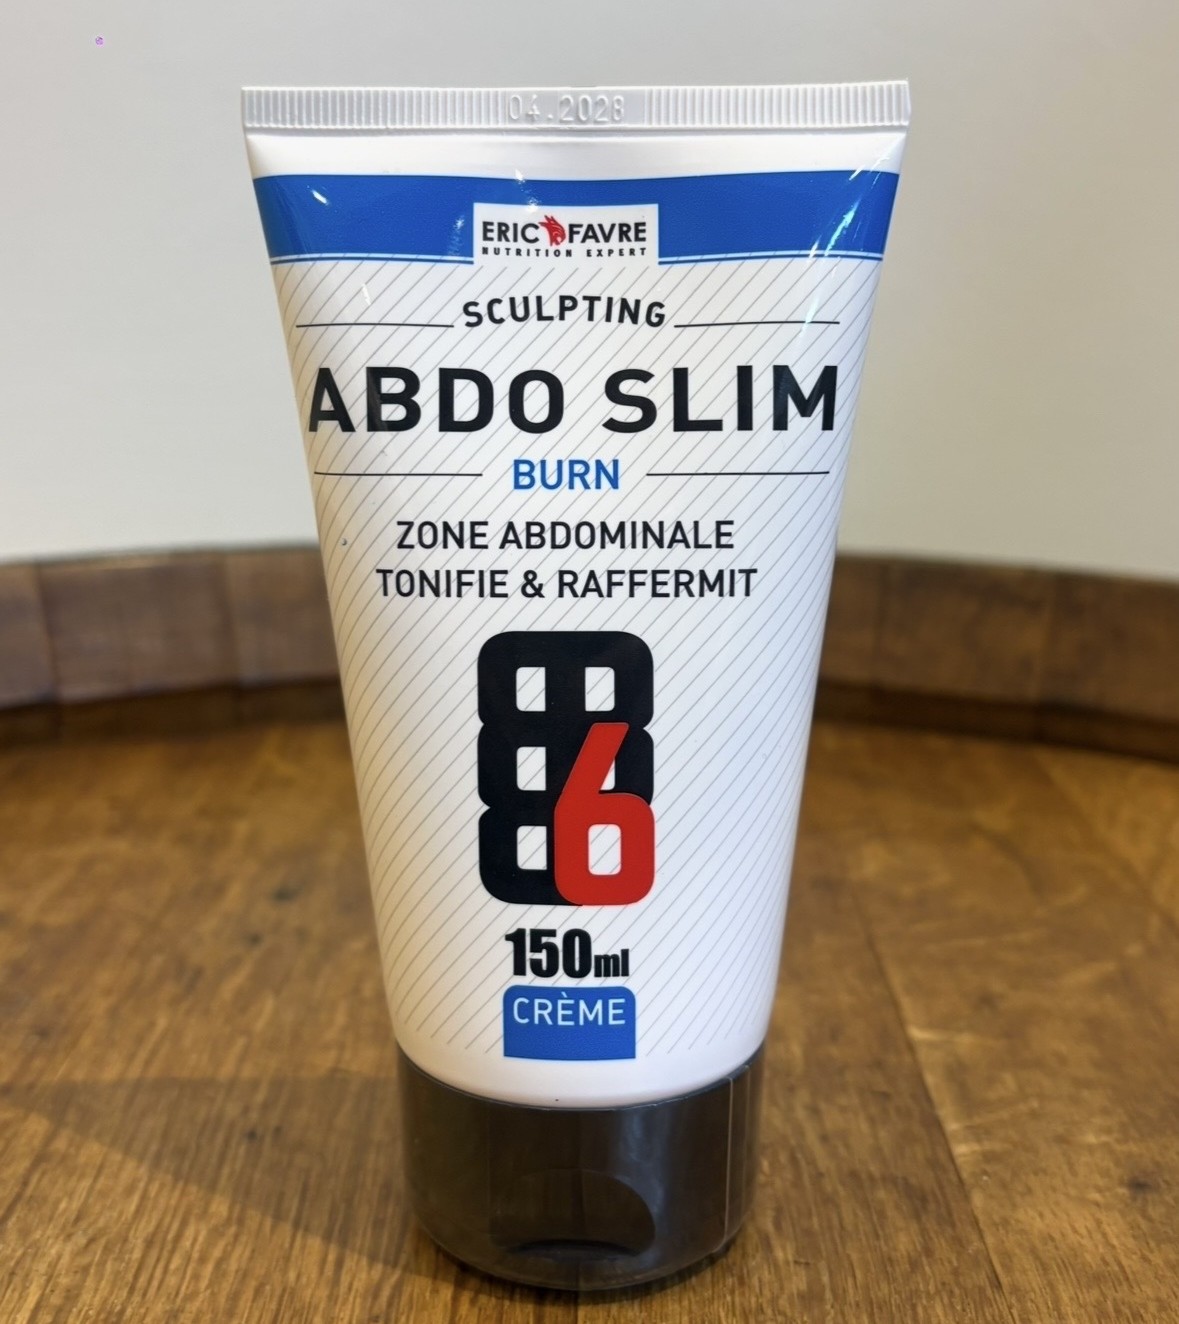 04.2028
ERIC FAVRE
NUTRITION EXPERT
SCULPTING
ABDO SLIM
BURN
ZONE ABDOMINALE
TONIFIE & RAFFERMIT
6
150ml
CRÈME